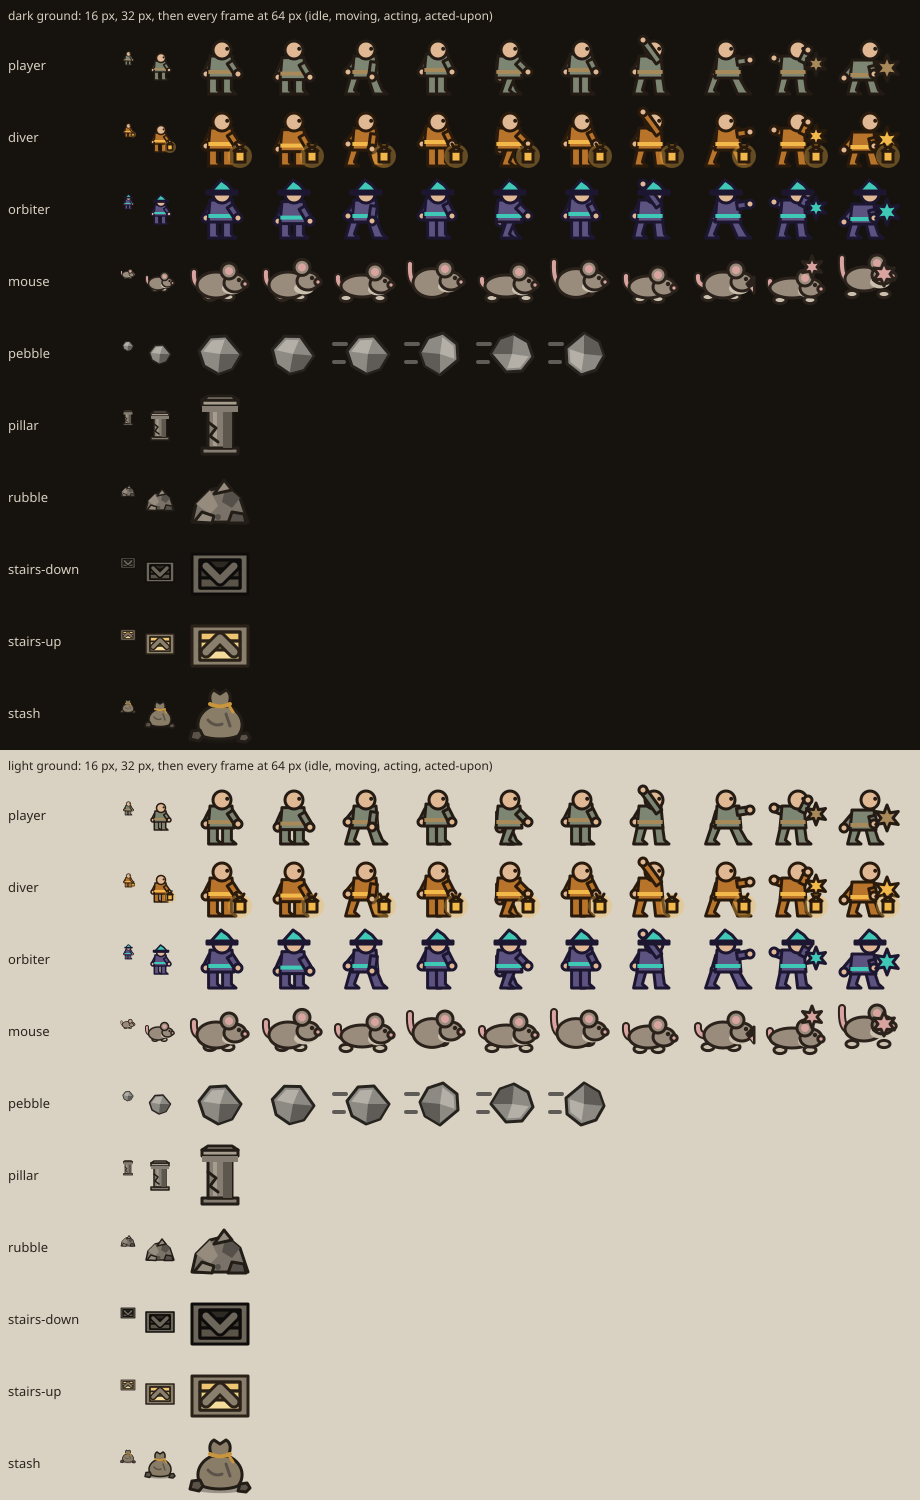 dark ground: 16 px, 32 px, then every frame at 64 px (idle, moving, acting, acted-upon)
player
diver
orbiter
mouse
pebble
pillar
rubble
stairs-down
stairs-up
stash
light ground: 16 px, 32 px, then every frame at 64 px (idle, moving, acting, acted-upon)
player
diver
orbiter
mouse
pebble
pillar
rubble
stairs-down
stairs-up
stash